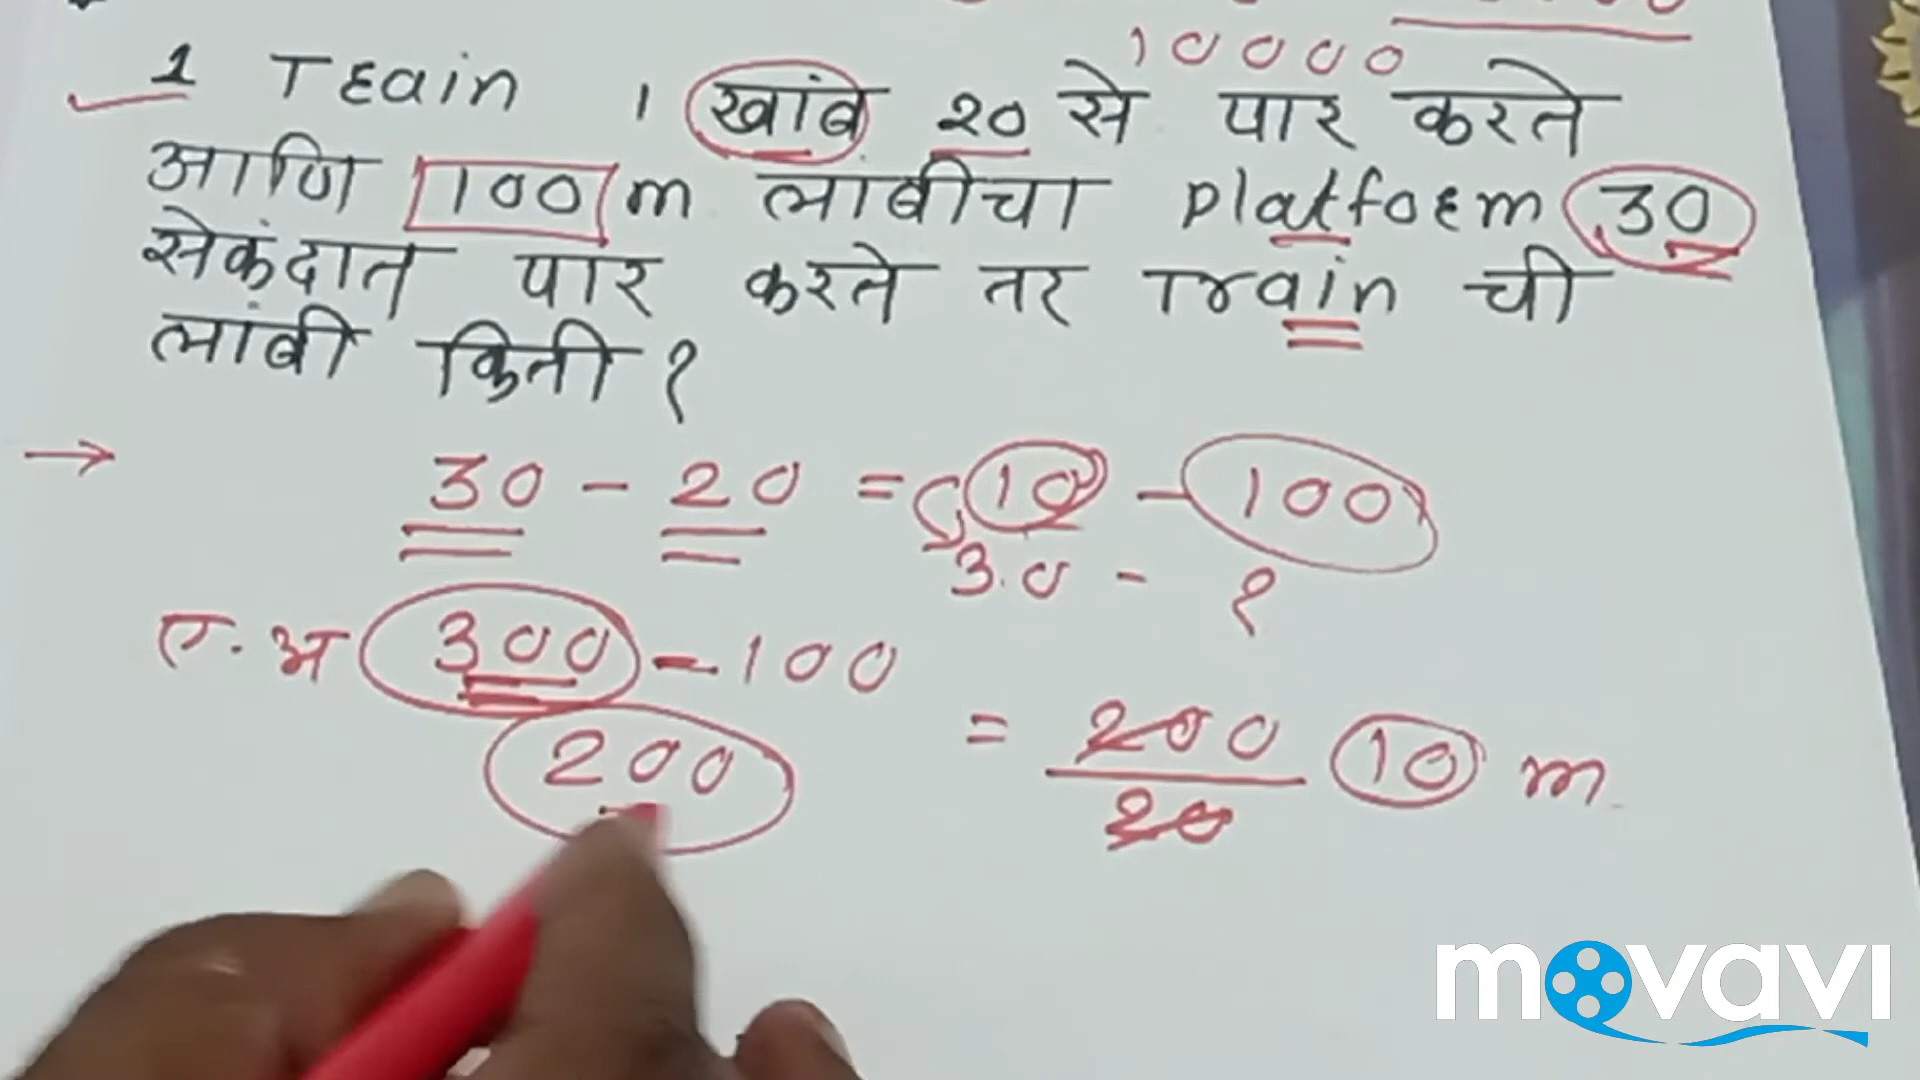 10000
1 Train 1 खांब 20 से पार करते
आणि 100 m लांबीचा platform 30
सेकंदात पार करते तर Train ची
लांबी किती ?
→ 30 - 20 = 10 - 100
30 - ?
ए. अ 300 - 100
200
= 200/20 10 m
movavi